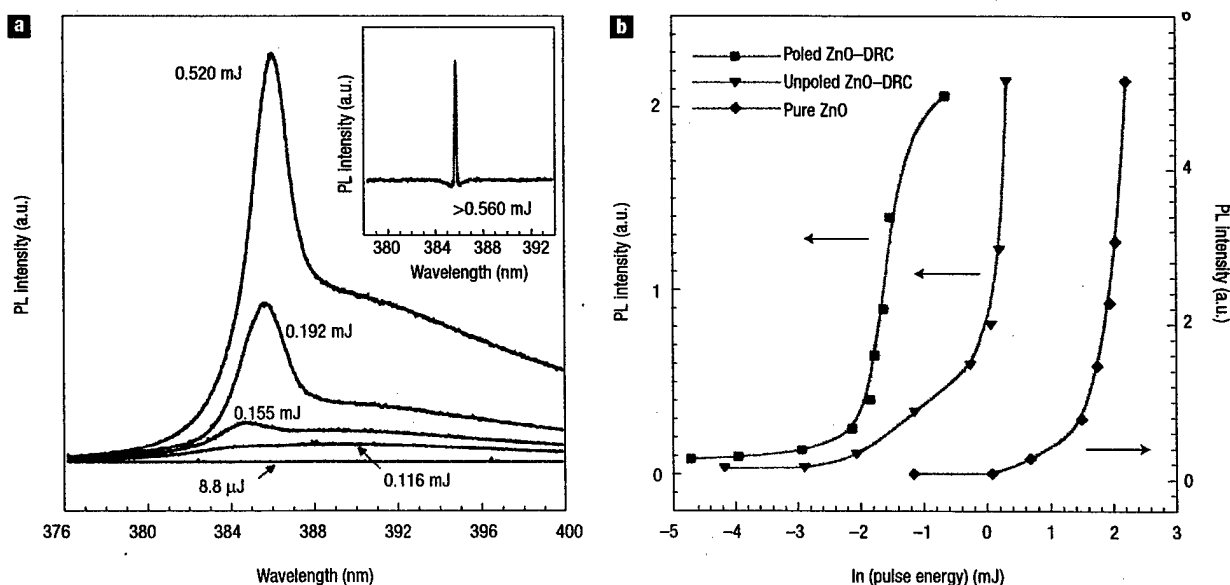 a
0.520 mJ
0.192 mJ
0.155 mJ
8.8 μJ
0.116 mJ
PL intensity (a.u.)
376 380 384 388 392 396 400
Wavelength (nm)
PL intensity (a.u.)
>0.560 mJ
380 384 388 392
Wavelength (nm)
b
Poled ZnO–DRC
Unpoled ZnO–DRC
Pure ZnO
PL intensity (a.u.)
2
1
0
6
4
2
0
PL intensity (a.u.)
–5 –4 –3 –2 –1 0 1 2 3
ln (pulse energy) (mJ)